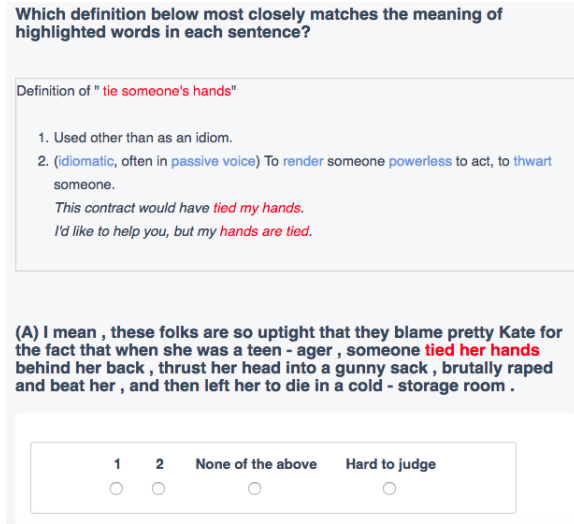 Which definition below most closely matches the meaning of
highlighted words in each sentence?
Definition of " tie someone's hands"
1. Used other than as an idiom.
2. (idiomatic, often in passive voice) To render someone powerless to act, to thwart
someone.
This contract would have tied my hands.
I'd like to help you, but my hands are tied.
(A) I mean , these folks are so uptight that they blame pretty Kate for
the fact that when she was a teen - ager , someone tied her hands
behind her back , thrust her head into a gunny sack , brutally raped
and beat her , and then left her to die in a cold - storage room .
1 2 None of the above Hard to judge